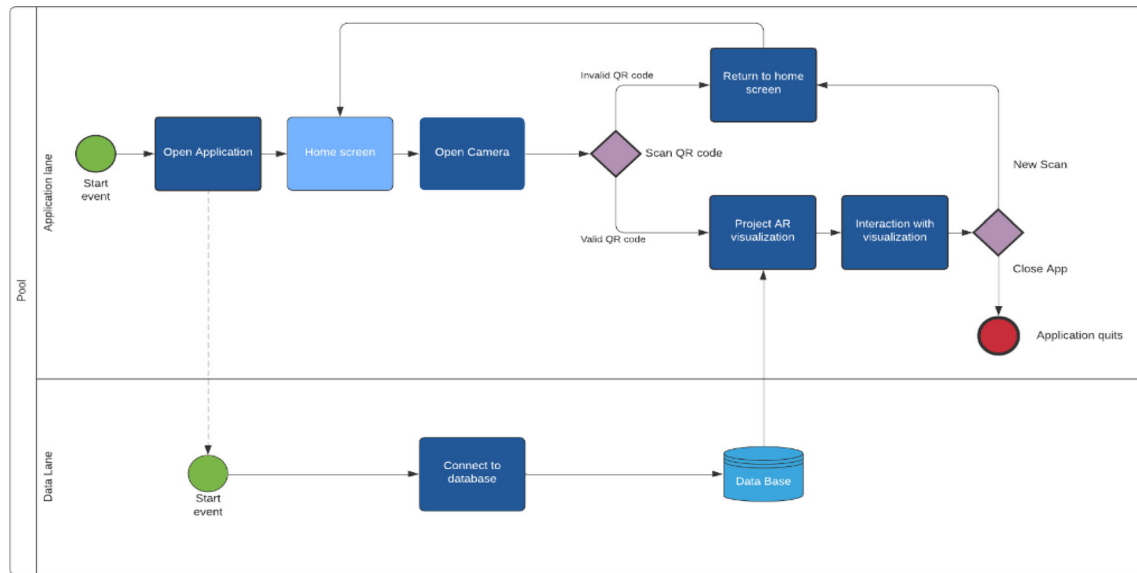 Pool
Application lane
Start
event
Open Application
Home screen
Open Camera
Scan QR code
Invalid QR code
Return to home
screen
Valid QR code
Project AR
visualization
Interaction with
visualization
New Scan
Close App
Application quits
Data Lane
Start
event
Connect to
database
Data Base